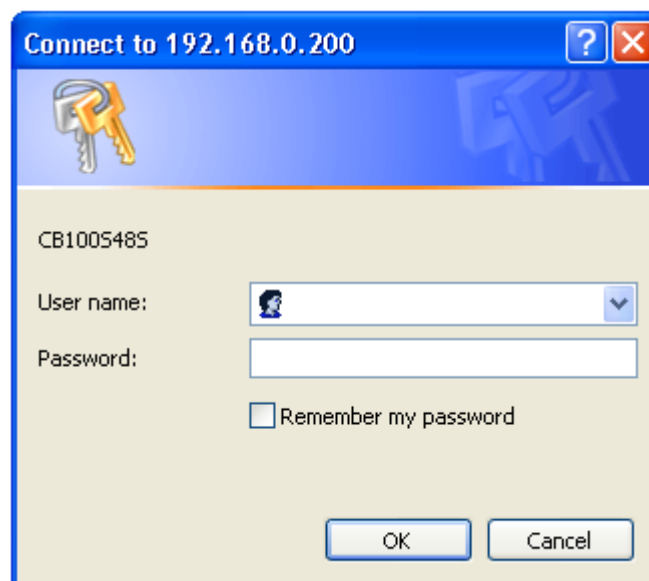 Connect to 192.168.0.200
CB100S48S
User name:
Password:
Remember my password
OK Cancel